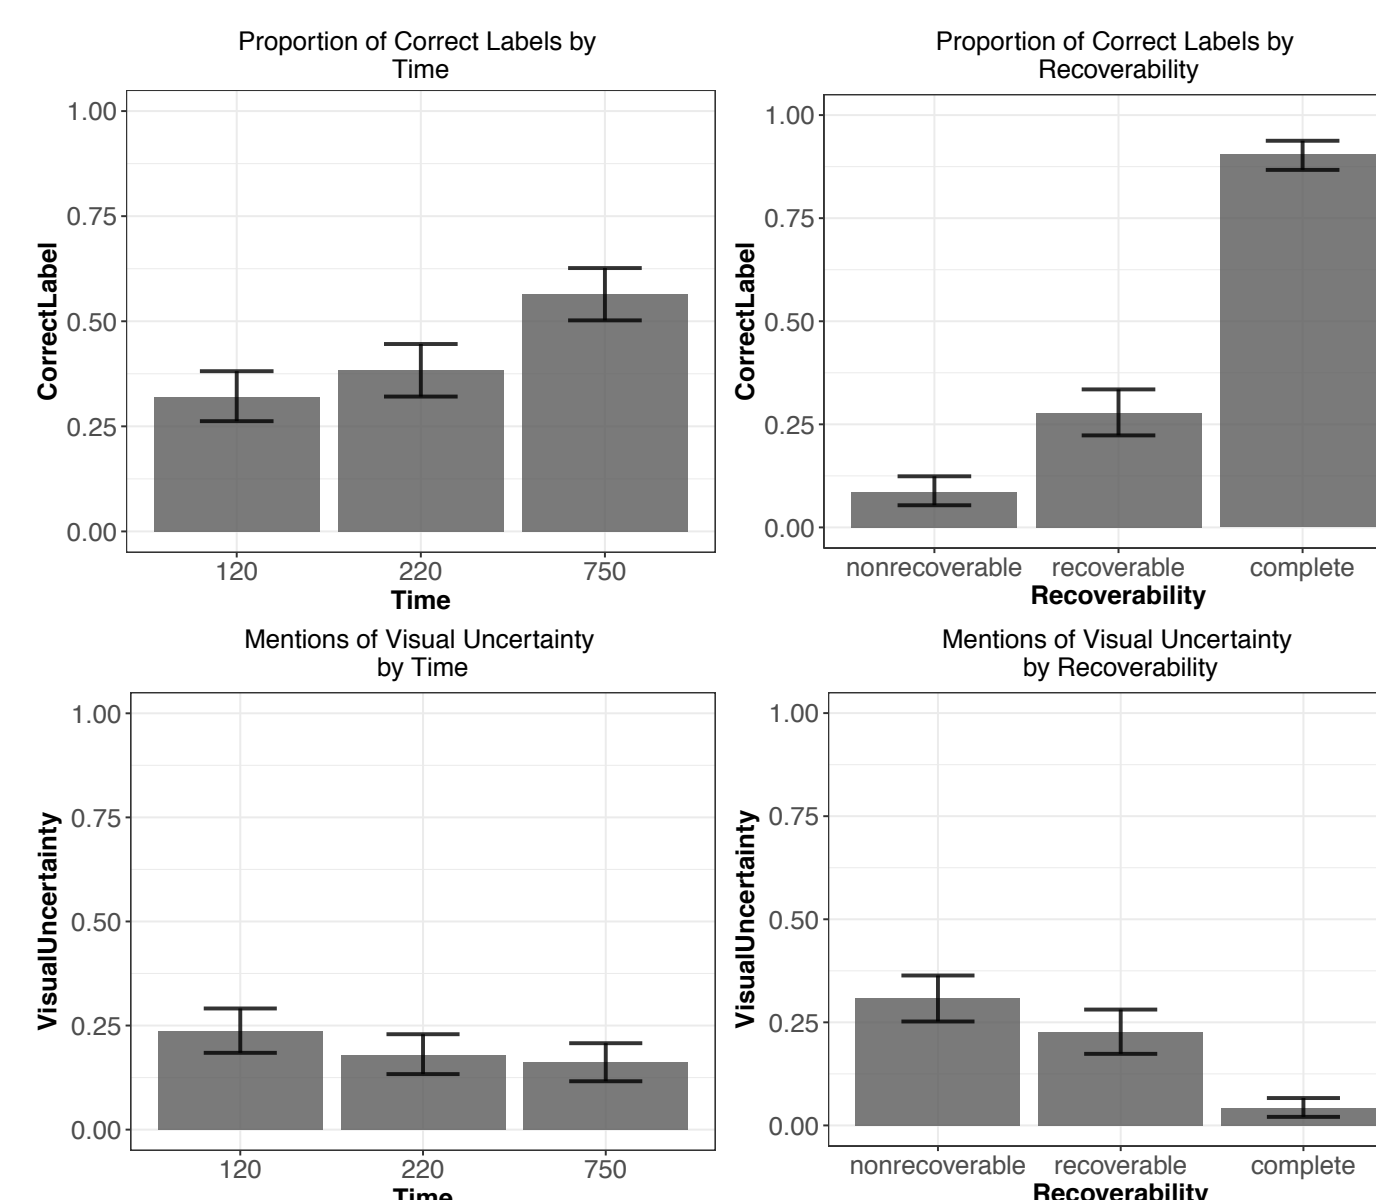 Proportion of Correct Labels by
Time
1.00
0.75
0.50
0.25
0.00
CorrectLabel
120 220 750
Time
Proportion of Correct Labels by
Recoverability
1.00
0.75
0.50
0.25
0.00
CorrectLabel
nonrecoverable recoverable complete
Recoverability
Mentions of Visual Uncertainty
by Time
1.00
0.75
0.50
0.25
0.00
VisualUncertainty
120 220 750
Time
Mentions of Visual Uncertainty
by Recoverability
1.00
0.75
0.50
0.25
0.00
VisualUncertainty
nonrecoverable recoverable complete
Recoverability